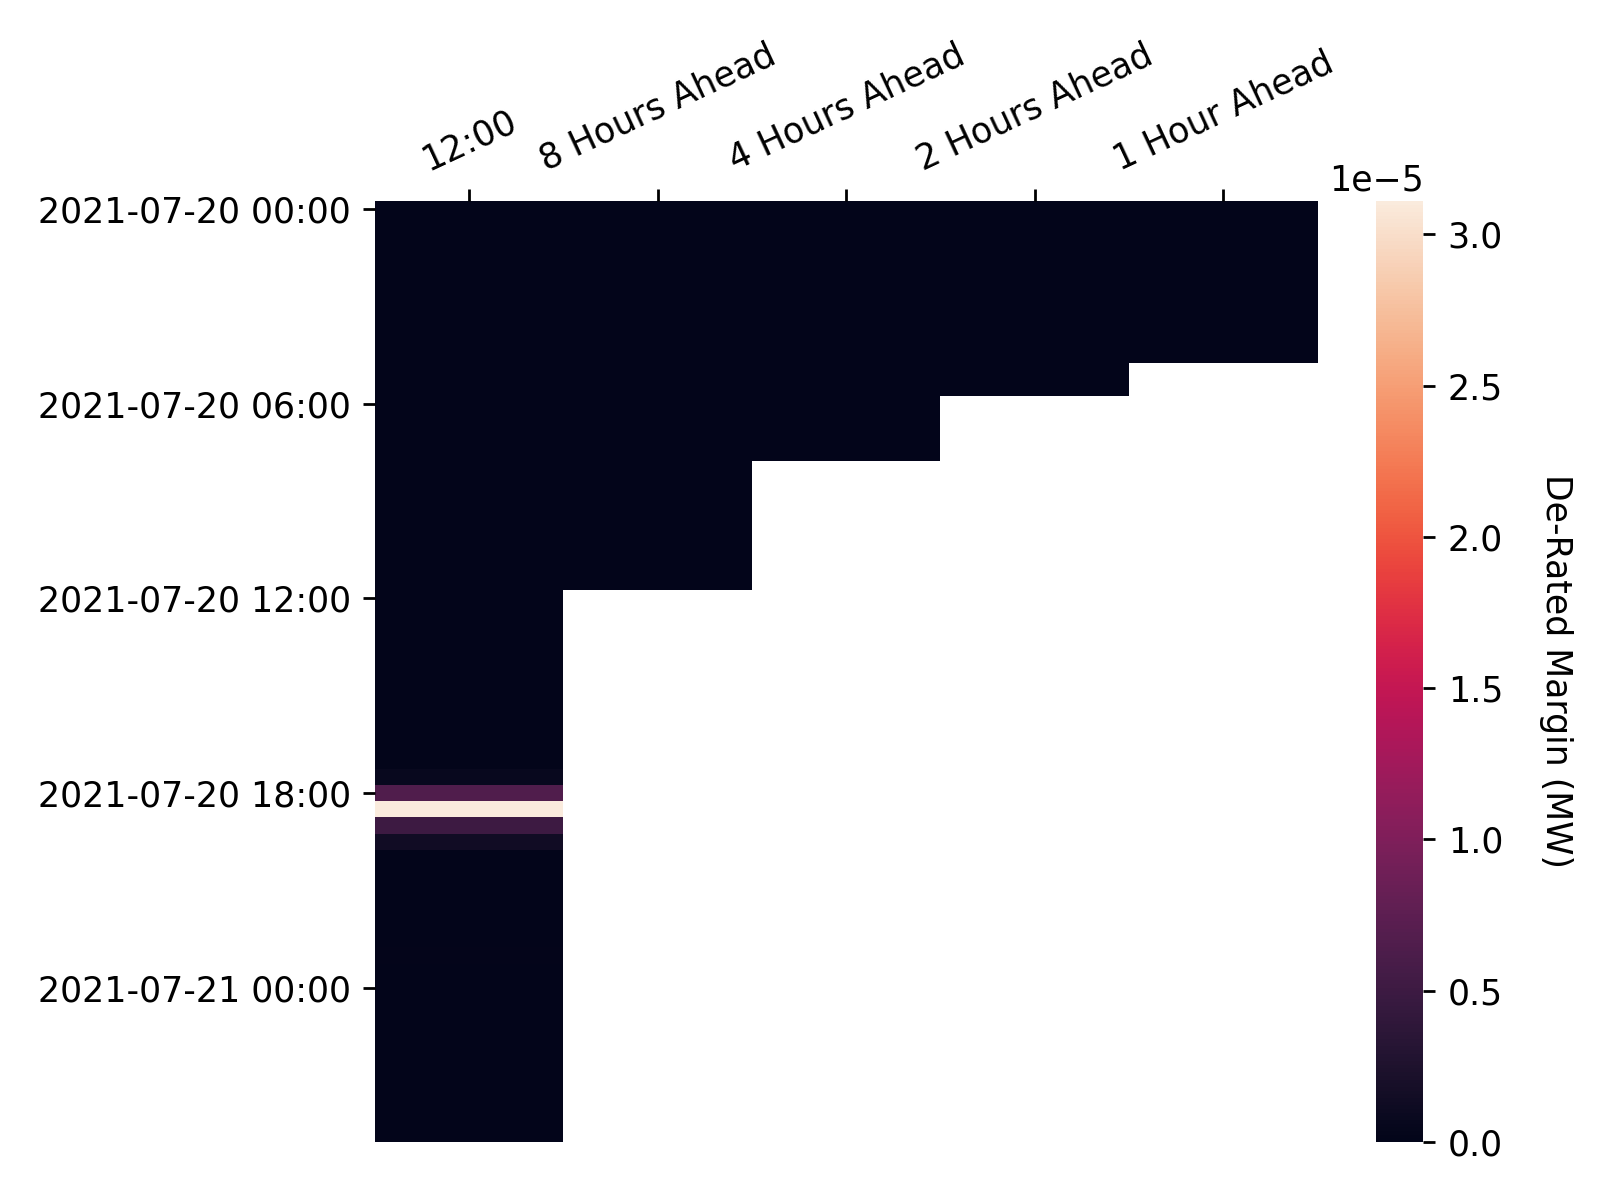 12:00
8 Hours Ahead
4 Hours Ahead
2 Hours Ahead
1 Hour Ahead
1e−5
2021-07-20 00:00
2021-07-20 06:00
2021-07-20 12:00
2021-07-20 18:00
2021-07-21 00:00
3.0
2.5
2.0
1.5
1.0
0.5
0.0
De-Rated Margin (MW)